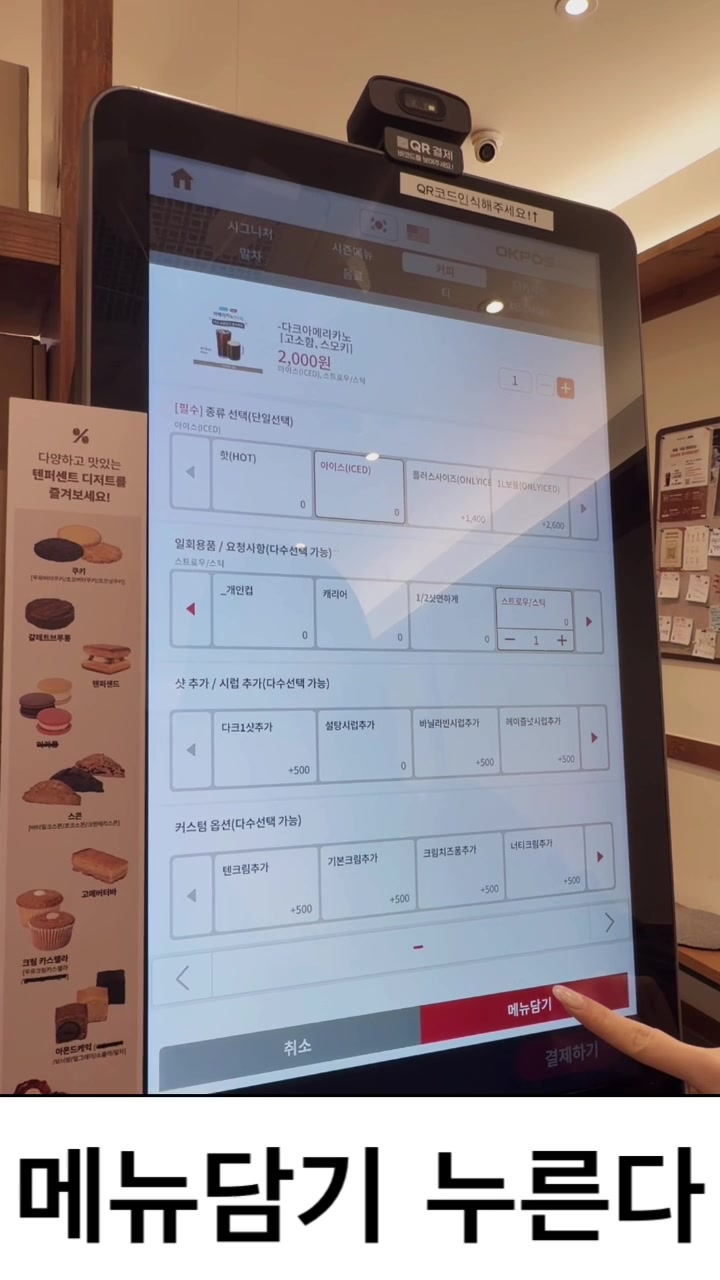 QR 결제
바코드를 보여주세요!
QR코드인식해주세요!↑
OKPOS
시그니처
시즌메뉴
커피
말차
음료
티
-다크아메리카노
[고소함, 스모키]
2,000원
아이스(ICED), 스트로우/스틱
1
[필수] 종류 선택(단일선택)
아이스(ICED)
핫(HOT)
0
아이스(ICED)
0
플러스사이즈(ONLYICE
+1,400
1L보틀(ONLYICED)
+2,600
일회용품 / 요청사항(다수선택 가능)
스트로우/스틱
_개인컵
0
캐리어
0
1/2샷연하게
0
스트로우/스틱
0
− 1 +
샷 추가 / 시럽 추가(다수선택 가능)
다크1샷추가
+500
설탕시럽추가
0
바닐라빈시럽추가
+500
헤이즐넛시럽추가
+500
커스텀 옵션(다수선택 가능)
텐크림추가
+500
기본크림추가
+500
크림치즈폼추가
+500
너티크림추가
+500
취소
메뉴담기
결제하기
다양하고 맛있는
텐퍼센트 디저트를
즐겨보세요!
쿠키
갈레트브루통
텐퍼샌드
마카롱
스콘
고메버터바
크림 카스텔라
아몬드케익
메뉴담기 누른다